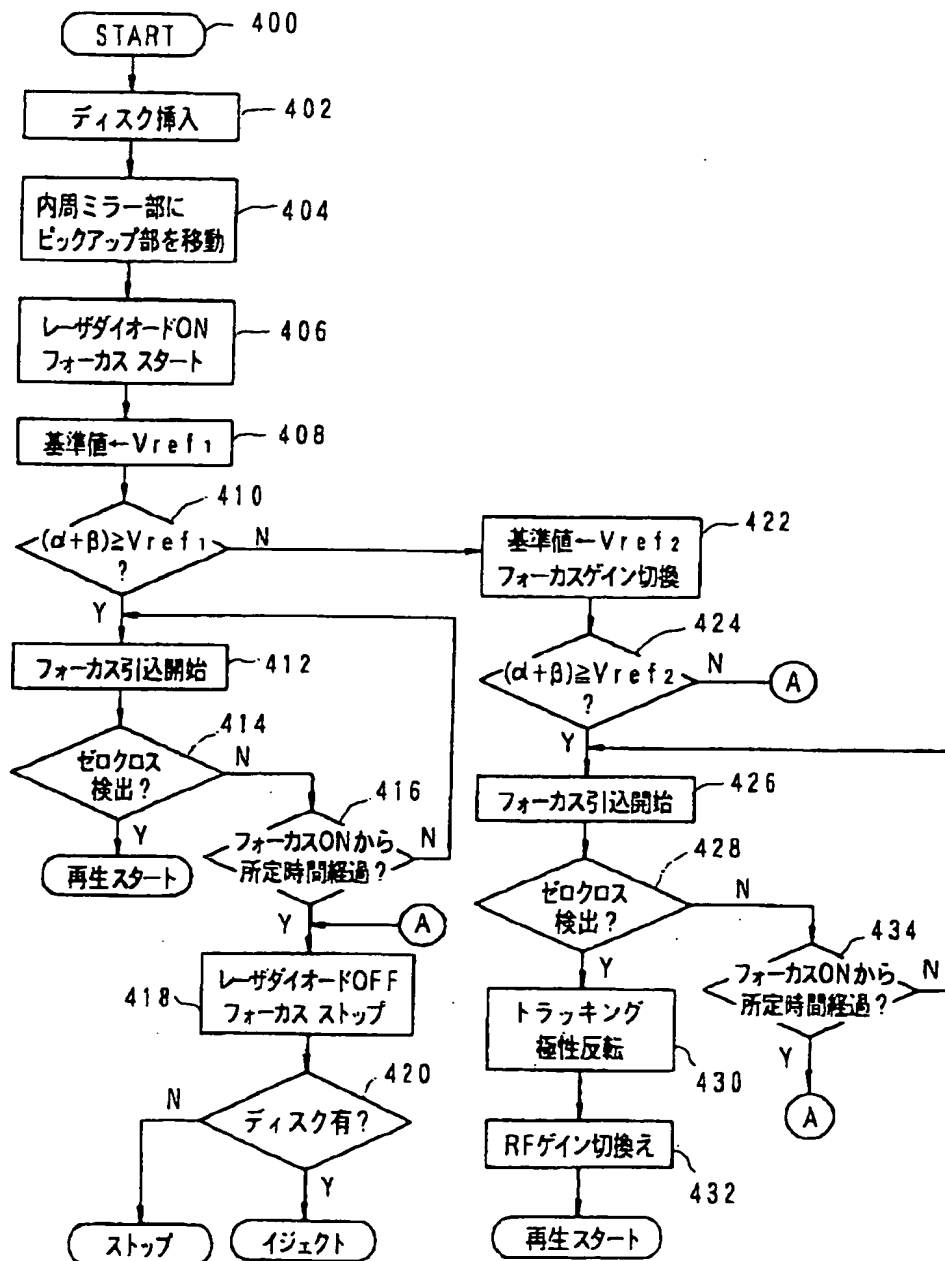 START
400
ディスク挿入
402
内周ミラー部に
ピックアップ部を移動
404
レーザダイオードON
フォーカス スタート
406
基準値←Vref1
408
410
(α+β)≧Vref1
?
N
Y
フォーカス引込開始
412
414
ゼロクロス
検出?
N
Y
再生スタート
416
フォーカスONから
所定時間経過?
N
Y
A
レーザダイオードOFF
フォーカス ストップ
418
420
ディスク有?
N
Y
ストップ
イジェクト
422
基準値←Vref2
フォーカスゲイン切換
424
(α+β)≧Vref2
?
N
A
Y
フォーカス引込開始
426
428
ゼロクロス
検出?
N
Y
434
フォーカスONから
所定時間経過?
N
Y
A
トラッキング
極性反転
430
RFゲイン切換え
432
再生スタート